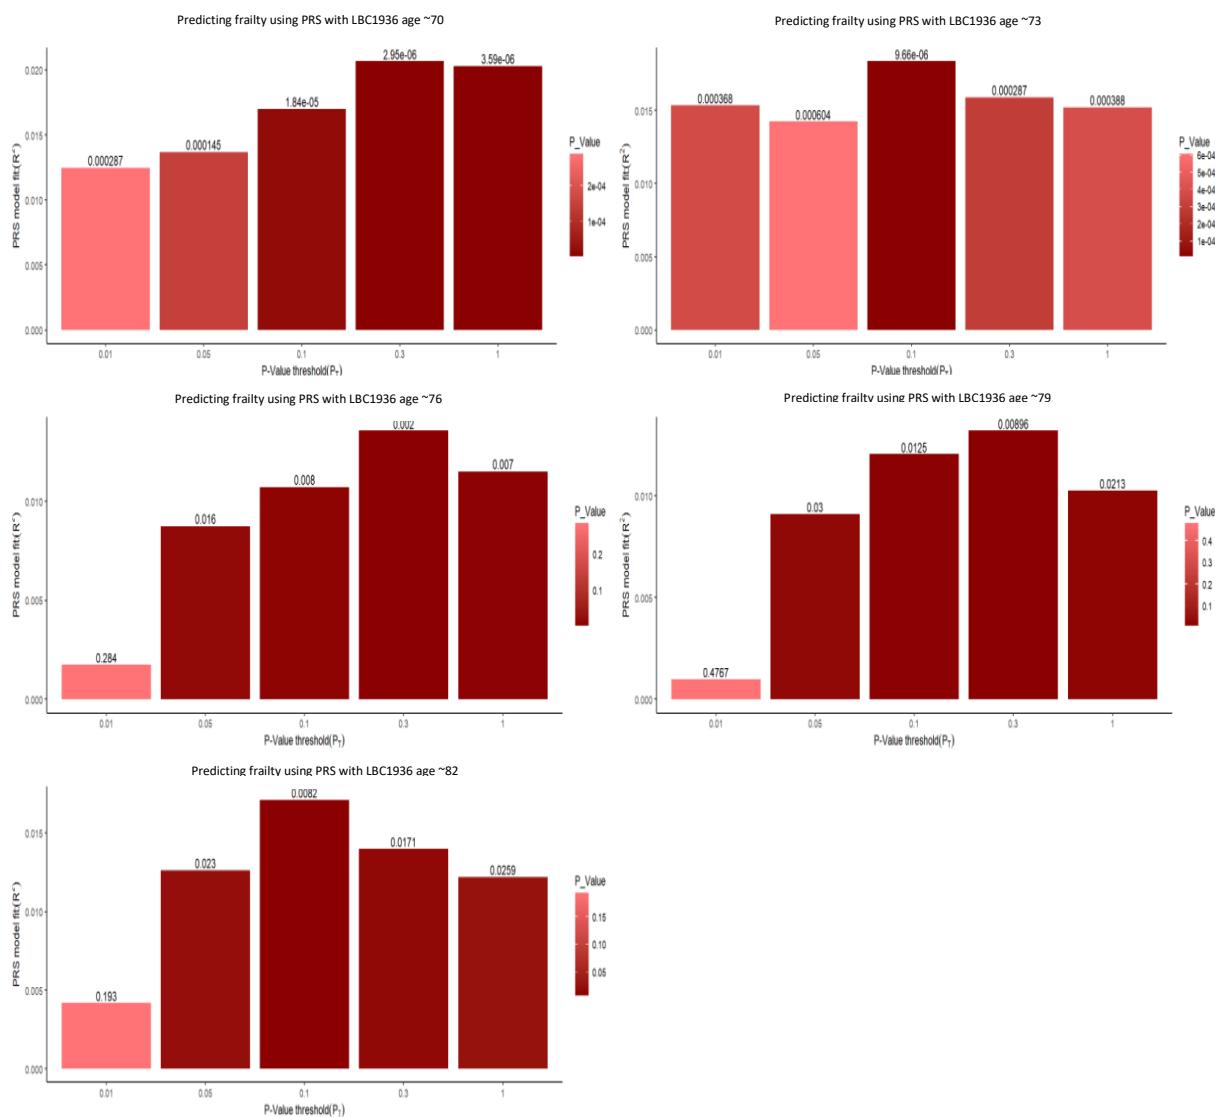 Predicting frailty using PRS with LBC1936 age ~70
PRS model fit(R²)
0.020
0.015
0.010
0.005
0.000
0.000287
0.000145
1.84e-05
2.95e-06
3.59e-06
0.01
0.05
0.1
0.3
1
P-Value threshold(P_T)
P_Value
2e-04
1e-04
Predicting frailty using PRS with LBC1936 age ~73
PRS model fit(R²)
0.015
0.010
0.005
0.000
0.000368
0.000604
9.66e-06
0.000287
0.000388
0.01
0.05
0.1
0.3
1
P-Value threshold(P_T)
P_Value
6e-04
5e-04
4e-04
3e-04
2e-04
1e-04
Predicting frailty using PRS with LBC1936 age ~76
PRS model fit(R²)
0.010
0.005
0.000
0.284
0.016
0.008
0.002
0.007
0.01
0.05
0.1
0.3
1
P-Value threshold(P_T)
P_Value
0.2
0.1
Predicting frailty using PRS with LBC1936 age ~79
PRS model fit(R²)
0.010
0.005
0.000
0.4767
0.03
0.0125
0.00896
0.0213
0.01
0.05
0.1
0.3
1
P-Value threshold(P_T)
P_Value
0.4
0.3
0.2
0.1
Predicting frailty using PRS with LBC1936 age ~82
PRS model fit(R²)
0.015
0.010
0.005
0.000
0.193
0.023
0.0082
0.0171
0.0259
0.01
0.05
0.1
0.3
1
P-Value threshold(P_T)
P_Value
0.15
0.10
0.05